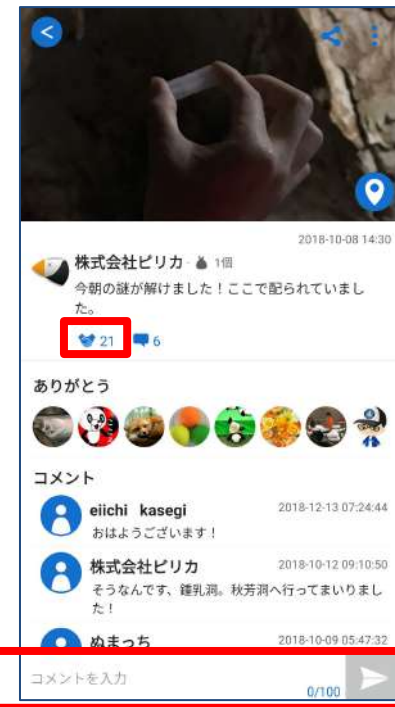 2018-10-08 14:30
株式会社ピリカ 1個
今朝の謎が解けました！ここで配られていまし
た。
21 6
ありがとう
コメント
eiichi kasegi 2018-12-13 07:24:44
おはようございます！
株式会社ピリカ 2018-10-12 09:10:50
そうなんです、鍾乳洞。秋芳洞へ行ってまいりまし
た！
ぬまっち 2018-10-09 05:47:32
コメントを入力
0/100